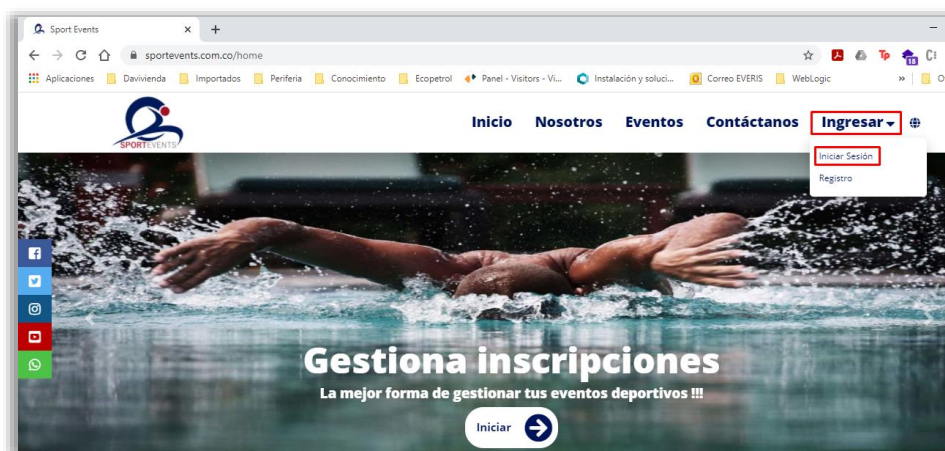 Sport Events
sportevents.com.co/home
Aplicaciones Davivienda Importados Periferia Conocimiento Ecopetrol Panel - Visitors - Vi... Instalación y soluci... Correo EVERIS WebLogic » O
SPORTEVENTS
Inicio Nosotros Eventos Contáctanos Ingresar
Iniciar Sesión
Registro
Gestiona inscripciones
La mejor forma de gestionar tus eventos deportivos !!!
Iniciar